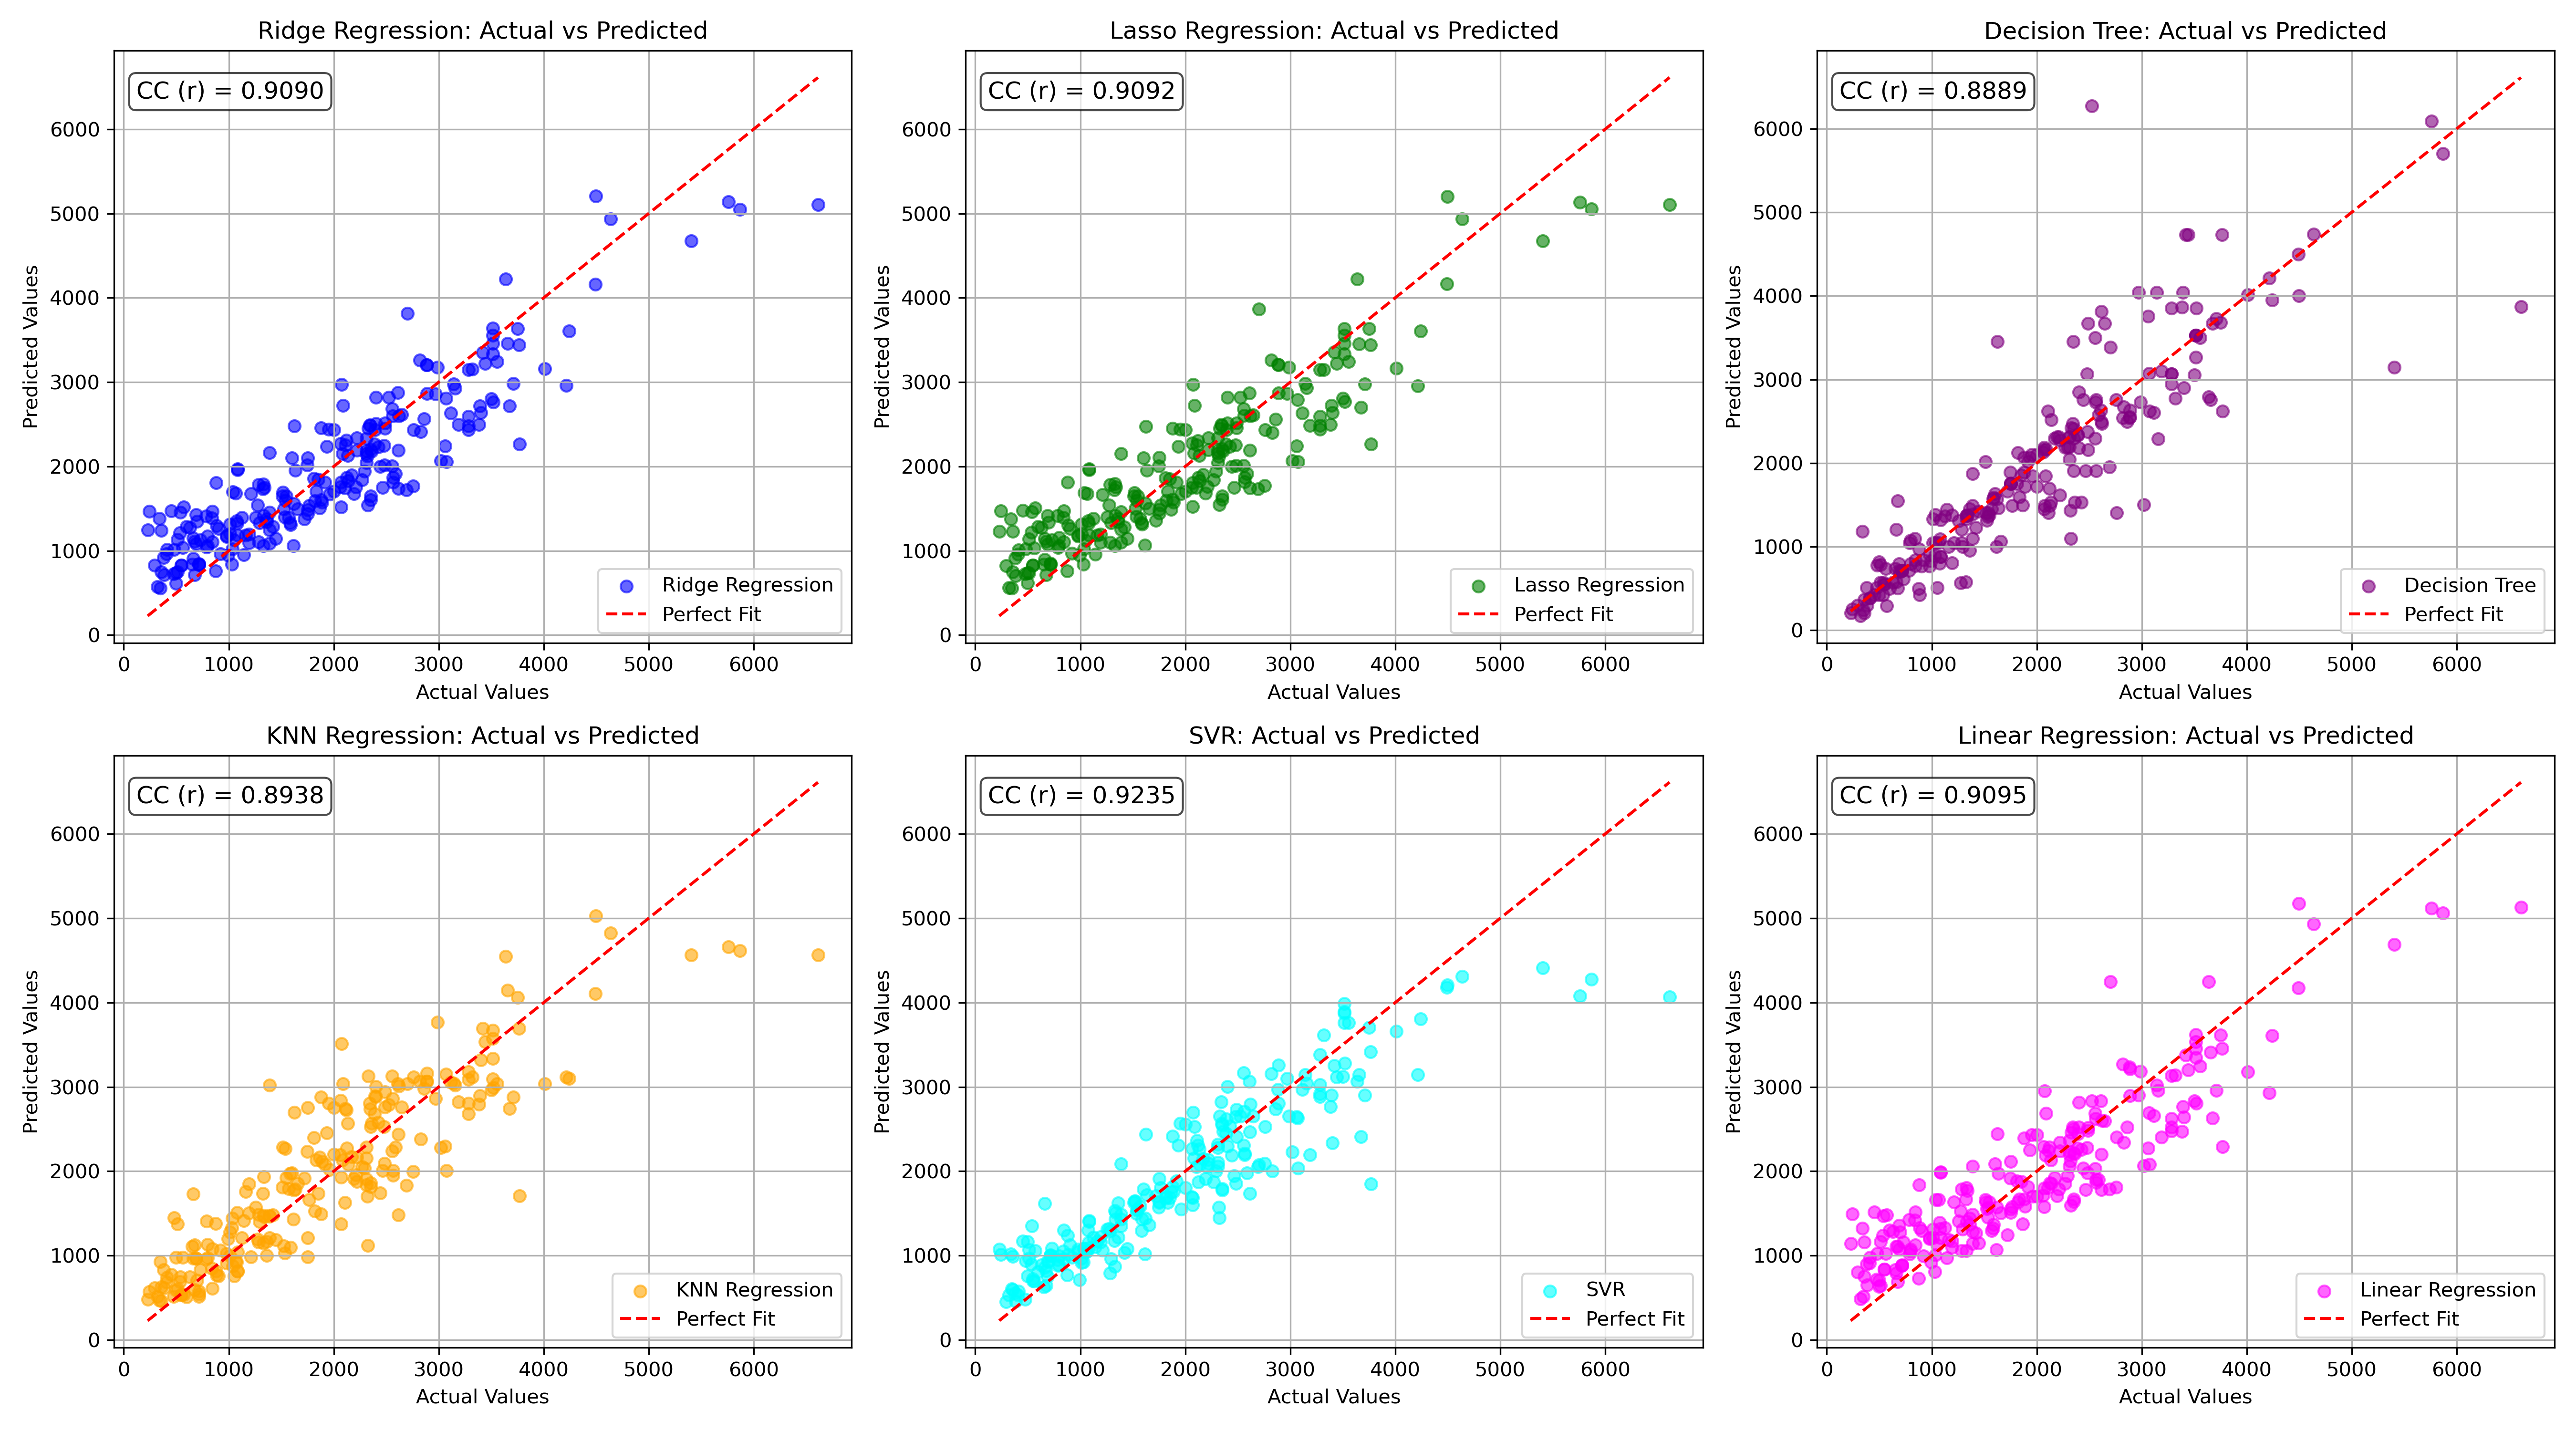 Ridge Regression: Actual vs Predicted
CC (r) = 0.9090
Predicted Values
6000
5000
4000
3000
2000
1000
0
0 1000 2000 3000 4000 5000 6000
Actual Values
Ridge Regression
Perfect Fit
Lasso Regression: Actual vs Predicted
CC (r) = 0.9092
Predicted Values
6000
5000
4000
3000
2000
1000
0
0 1000 2000 3000 4000 5000 6000
Actual Values
Lasso Regression
Perfect Fit
Decision Tree: Actual vs Predicted
CC (r) = 0.8889
Predicted Values
6000
5000
4000
3000
2000
1000
0
0 1000 2000 3000 4000 5000 6000
Actual Values
Decision Tree
Perfect Fit
KNN Regression: Actual vs Predicted
CC (r) = 0.8938
Predicted Values
6000
5000
4000
3000
2000
1000
0
0 1000 2000 3000 4000 5000 6000
Actual Values
KNN Regression
Perfect Fit
SVR: Actual vs Predicted
CC (r) = 0.9235
Predicted Values
6000
5000
4000
3000
2000
1000
0
0 1000 2000 3000 4000 5000 6000
Actual Values
SVR
Perfect Fit
Linear Regression: Actual vs Predicted
CC (r) = 0.9095
Predicted Values
6000
5000
4000
3000
2000
1000
0
0 1000 2000 3000 4000 5000 6000
Actual Values
Linear Regression
Perfect Fit